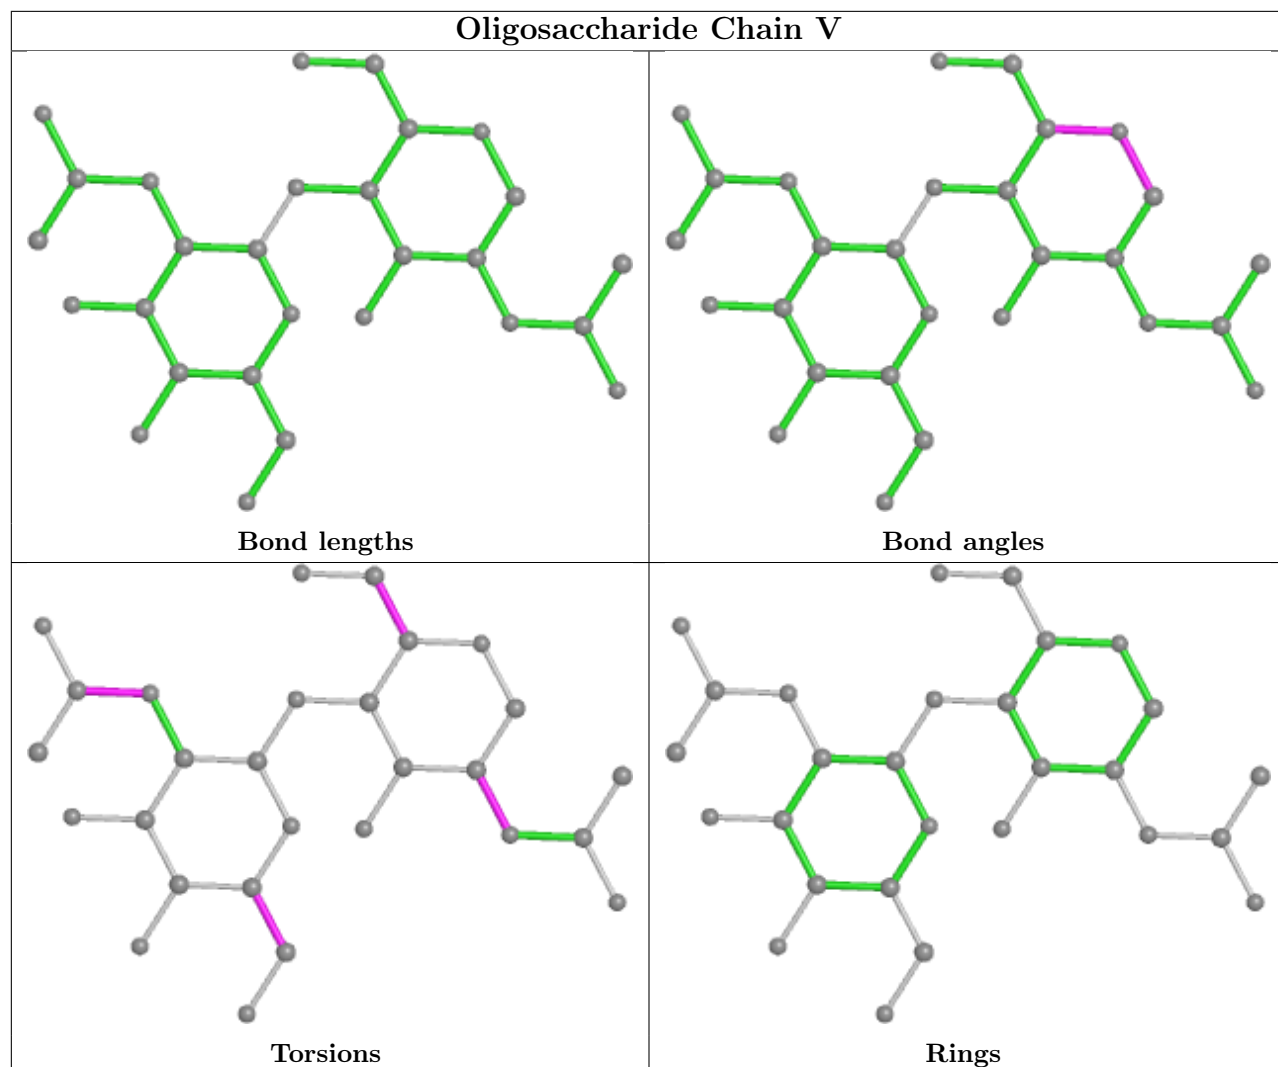 Oligosaccharide Chain V
Bond lengths
Bond angles
Torsions
Rings